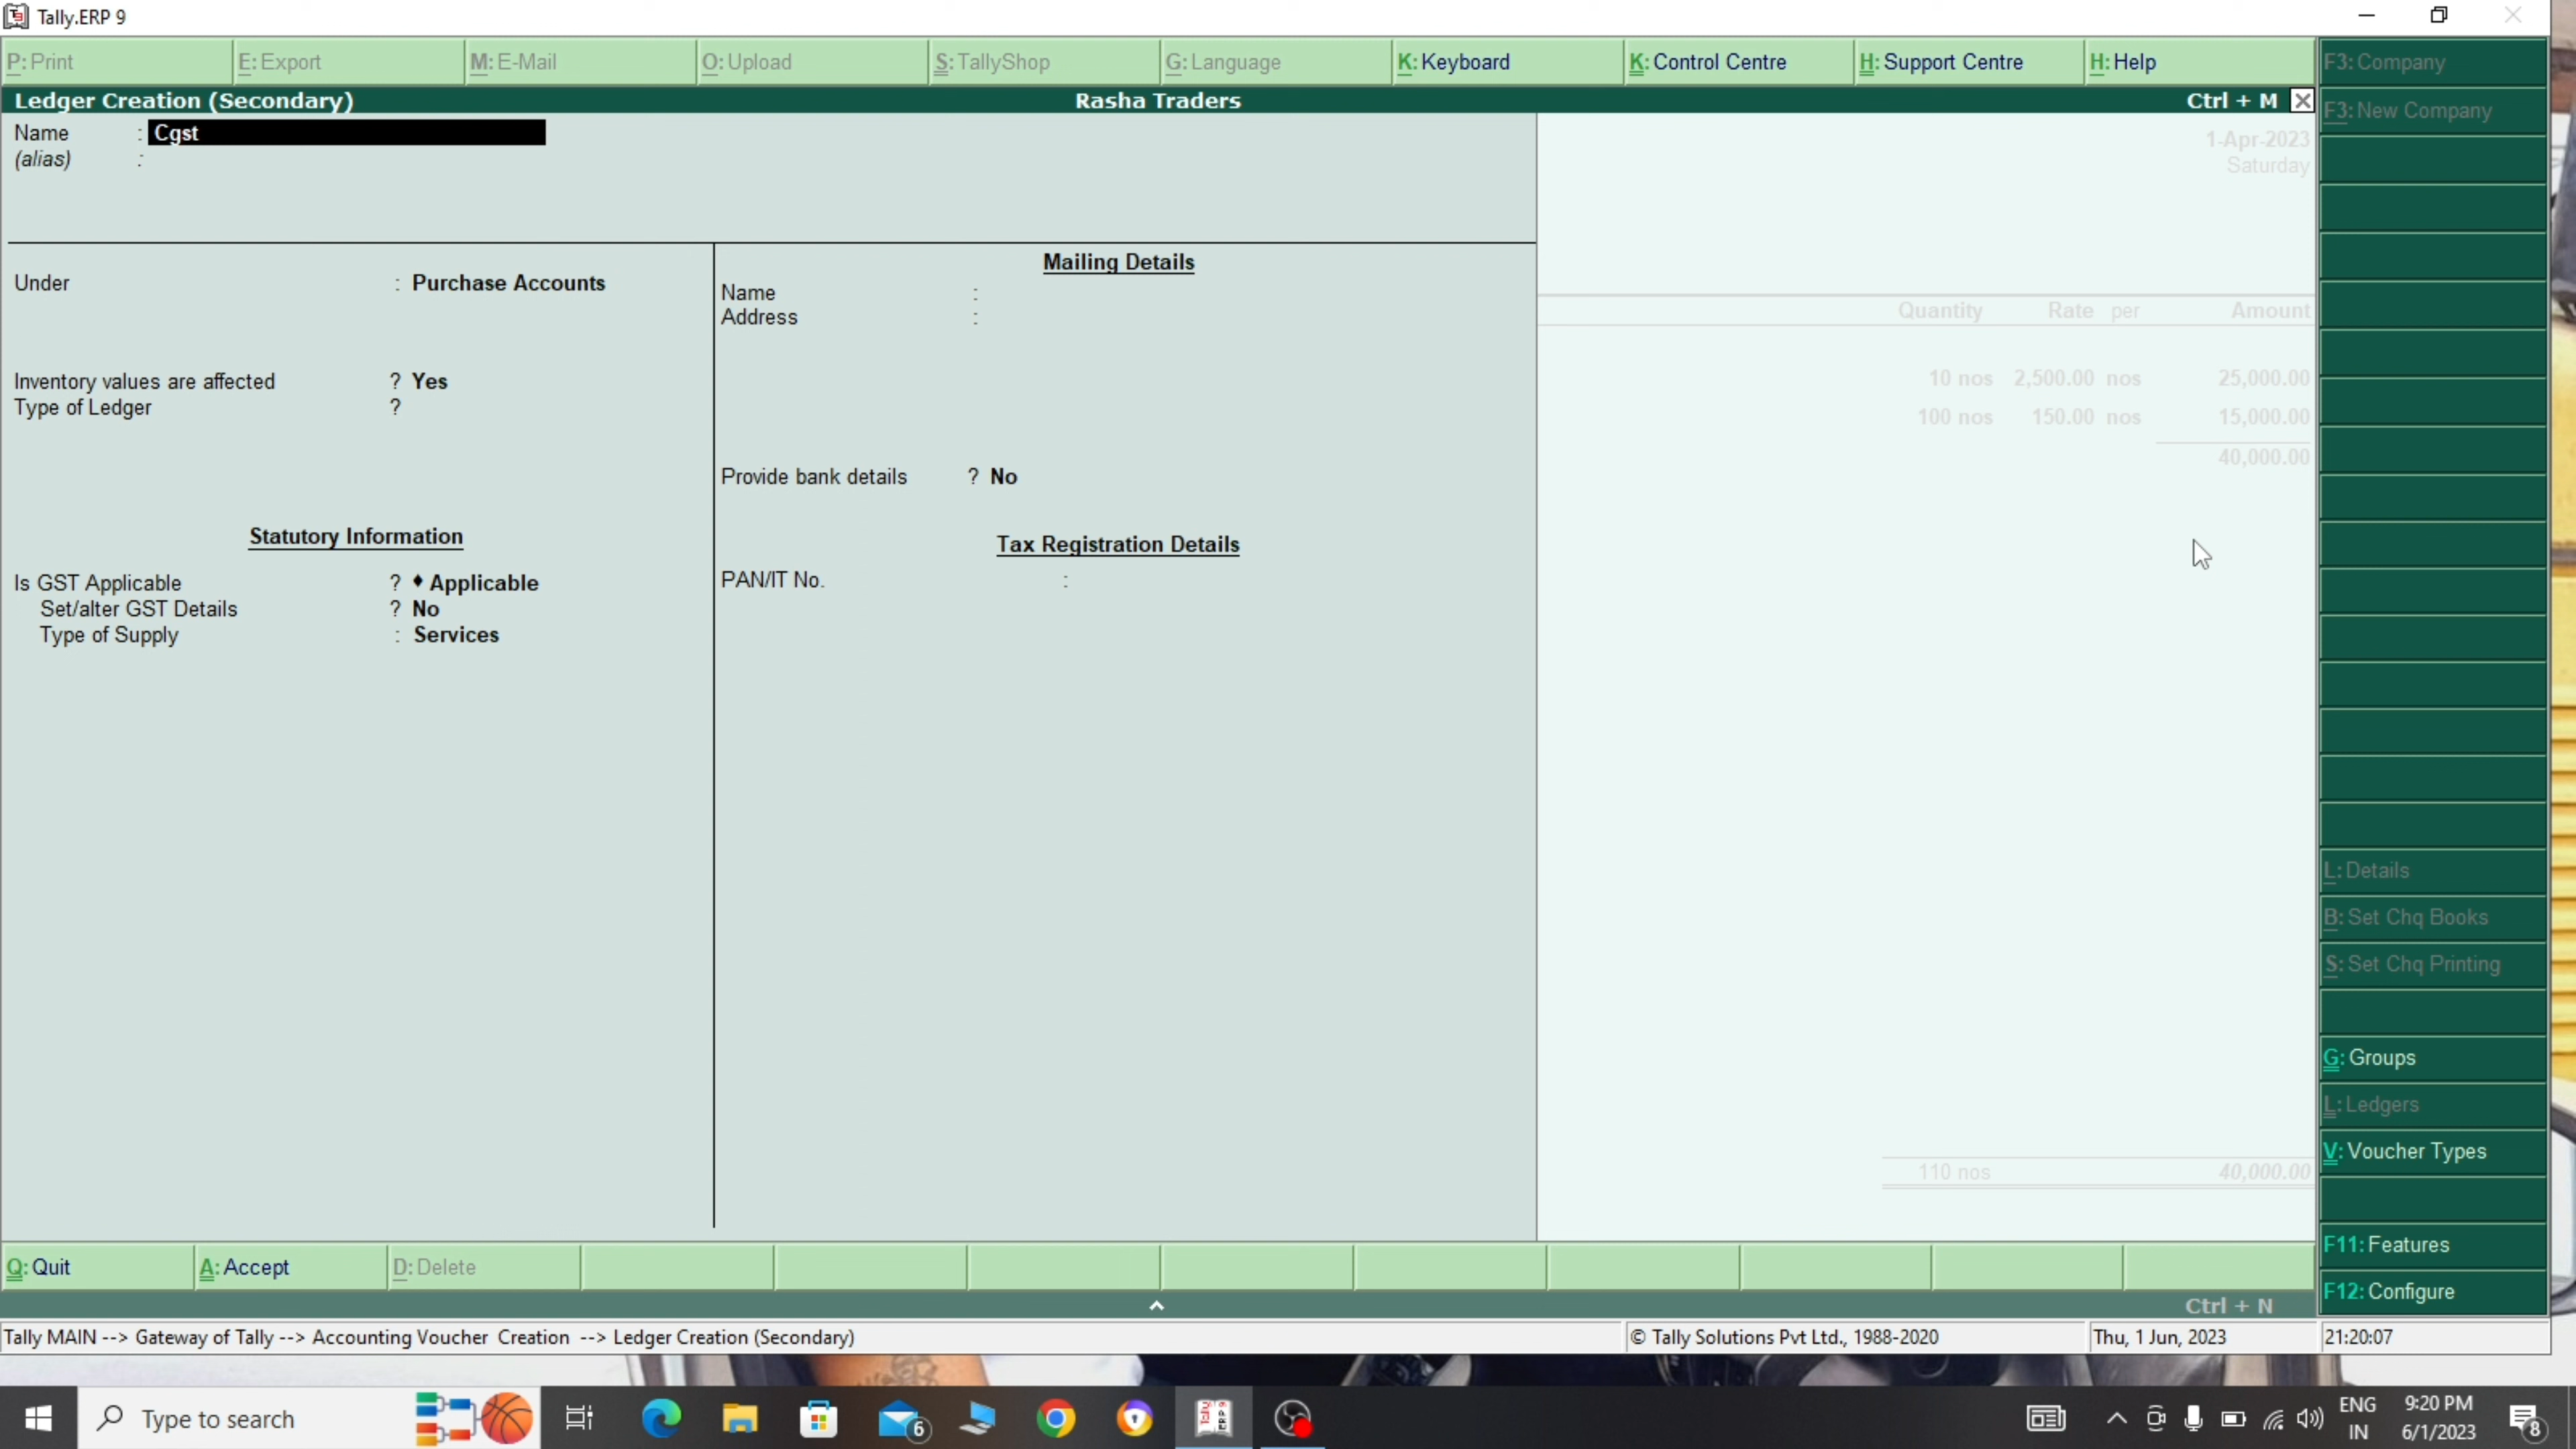 Tally.ERP 9
P: Print
E: Export
M: E-Mail
O: Upload
S: TallyShop
G: Language
K: Keyboard
K: Control Centre
H: Support Centre
H: Help
F3: Company
Ledger Creation (Secondary)
Rasha Traders
Ctrl + M
F3: New Company
Name : Cgst
(alias) :
1-Apr-2023
Saturday
Under : Purchase Accounts
Mailing Details
Name :
Address :
Quantity Rate per Amount
Inventory values are affected ? Yes
Type of Ledger ?
10 nos 2,500.00 nos 25,000.00
100 nos 150.00 nos 15,000.00
40,000.00
Provide bank details ? No
Statutory Information
Tax Registration Details
Is GST Applicable ? ♦ Applicable
Set/alter GST Details ? No
Type of Supply : Services
PAN/IT No. :
L: Details
B: Set Chq Books
S: Set Chq Printing
G: Groups
L: Ledgers
V: Voucher Types
110 nos 40,000.00
F11: Features
F12: Configure
Q: Quit
A: Accept
D: Delete
Ctrl + N
Tally MAIN --> Gateway of Tally --> Accounting Voucher Creation --> Ledger Creation (Secondary)
© Tally Solutions Pvt Ltd., 1988-2020
Thu, 1 Jun, 2023
21:20:07
Type to search
6
Tally
ERP 9
ENG
IN
9:20 PM
6/1/2023
8